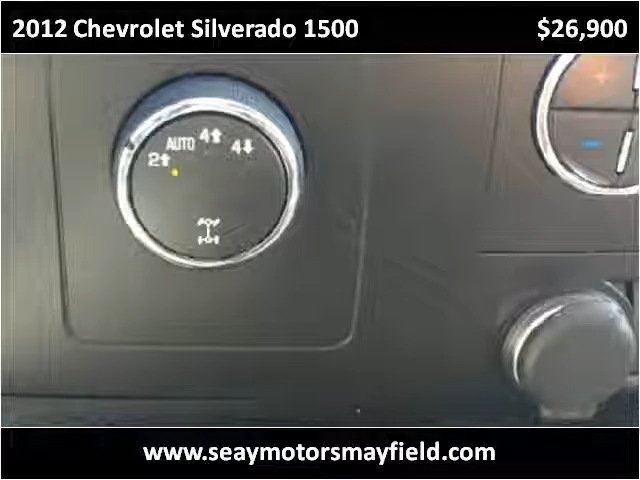 2012 Chevrolet Silverado 1500 $26,900
2⬆ AUTO 4⬆ 4⬇
www.seaymotorsmayfield.com